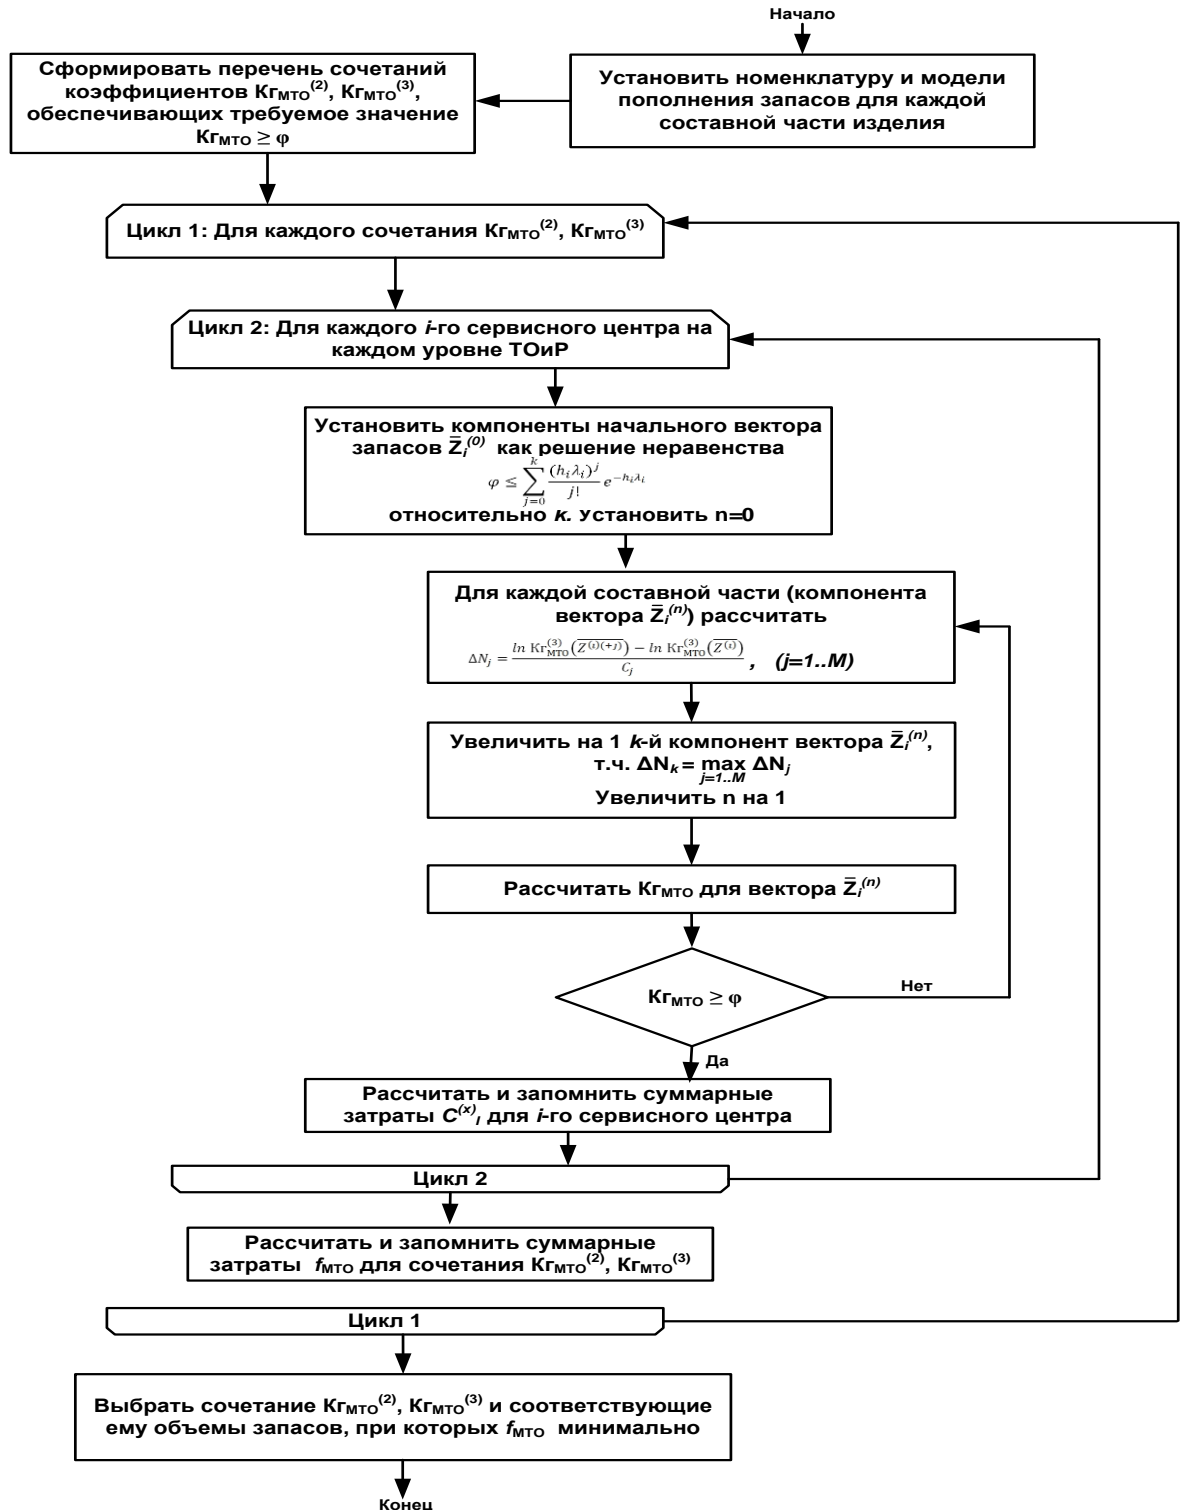 Начало
Установить номенклатуру и модели
пополнения запасов для каждой
составной части изделия
Сформировать перечень сочетаний
коэффициентов Кг_МТО^(2), Кг_МТО^(3),
обеспечивающих требуемое значение
Кг_МТО ≥ φ
Цикл 1: Для каждого сочетания Кг_МТО^(2), Кг_МТО^(3)
Цикл 2: Для каждого i-го сервисного центра на
каждом уровне ТОиР
Установить компоненты начального вектора
запасов Z̅_i^(0) как решение неравенства
φ ≤ ∑_{j=0}^{k} (h_i λ_i)^j / j! e^{-h_i λ_i}
относительно к. Установить n=0
Для каждой составной части (компонента
вектора Z̅_i^(n)) рассчитать
ΔN_j = (ln Кг_МТО^(3)(\overline{Z^{(i)(+j)}}) − ln Кг_МТО^(3)(\overline{Z^{(i)}})) / C_j , (j=1..M)
Увеличить на 1 k-й компонент вектора Z̅_i^(n),
т.ч. ΔN_k = max_{j=1..M} ΔN_j
Увеличить n на 1
Рассчитать Кг_МТО для вектора Z̅_i^(n)
Кг_МТО ≥ φ
Нет
Да
Рассчитать и запомнить суммарные
затраты C^(x)_I для i-го сервисного центра
Цикл 2
Рассчитать и запомнить суммарные
затраты f_МТО для сочетания Кг_МТО^(2), Кг_МТО^(3)
Цикл 1
Выбрать сочетание Кг_МТО^(2), Кг_МТО^(3) и соответствующие
ему объемы запасов, при которых f_МТО минимально
Конец